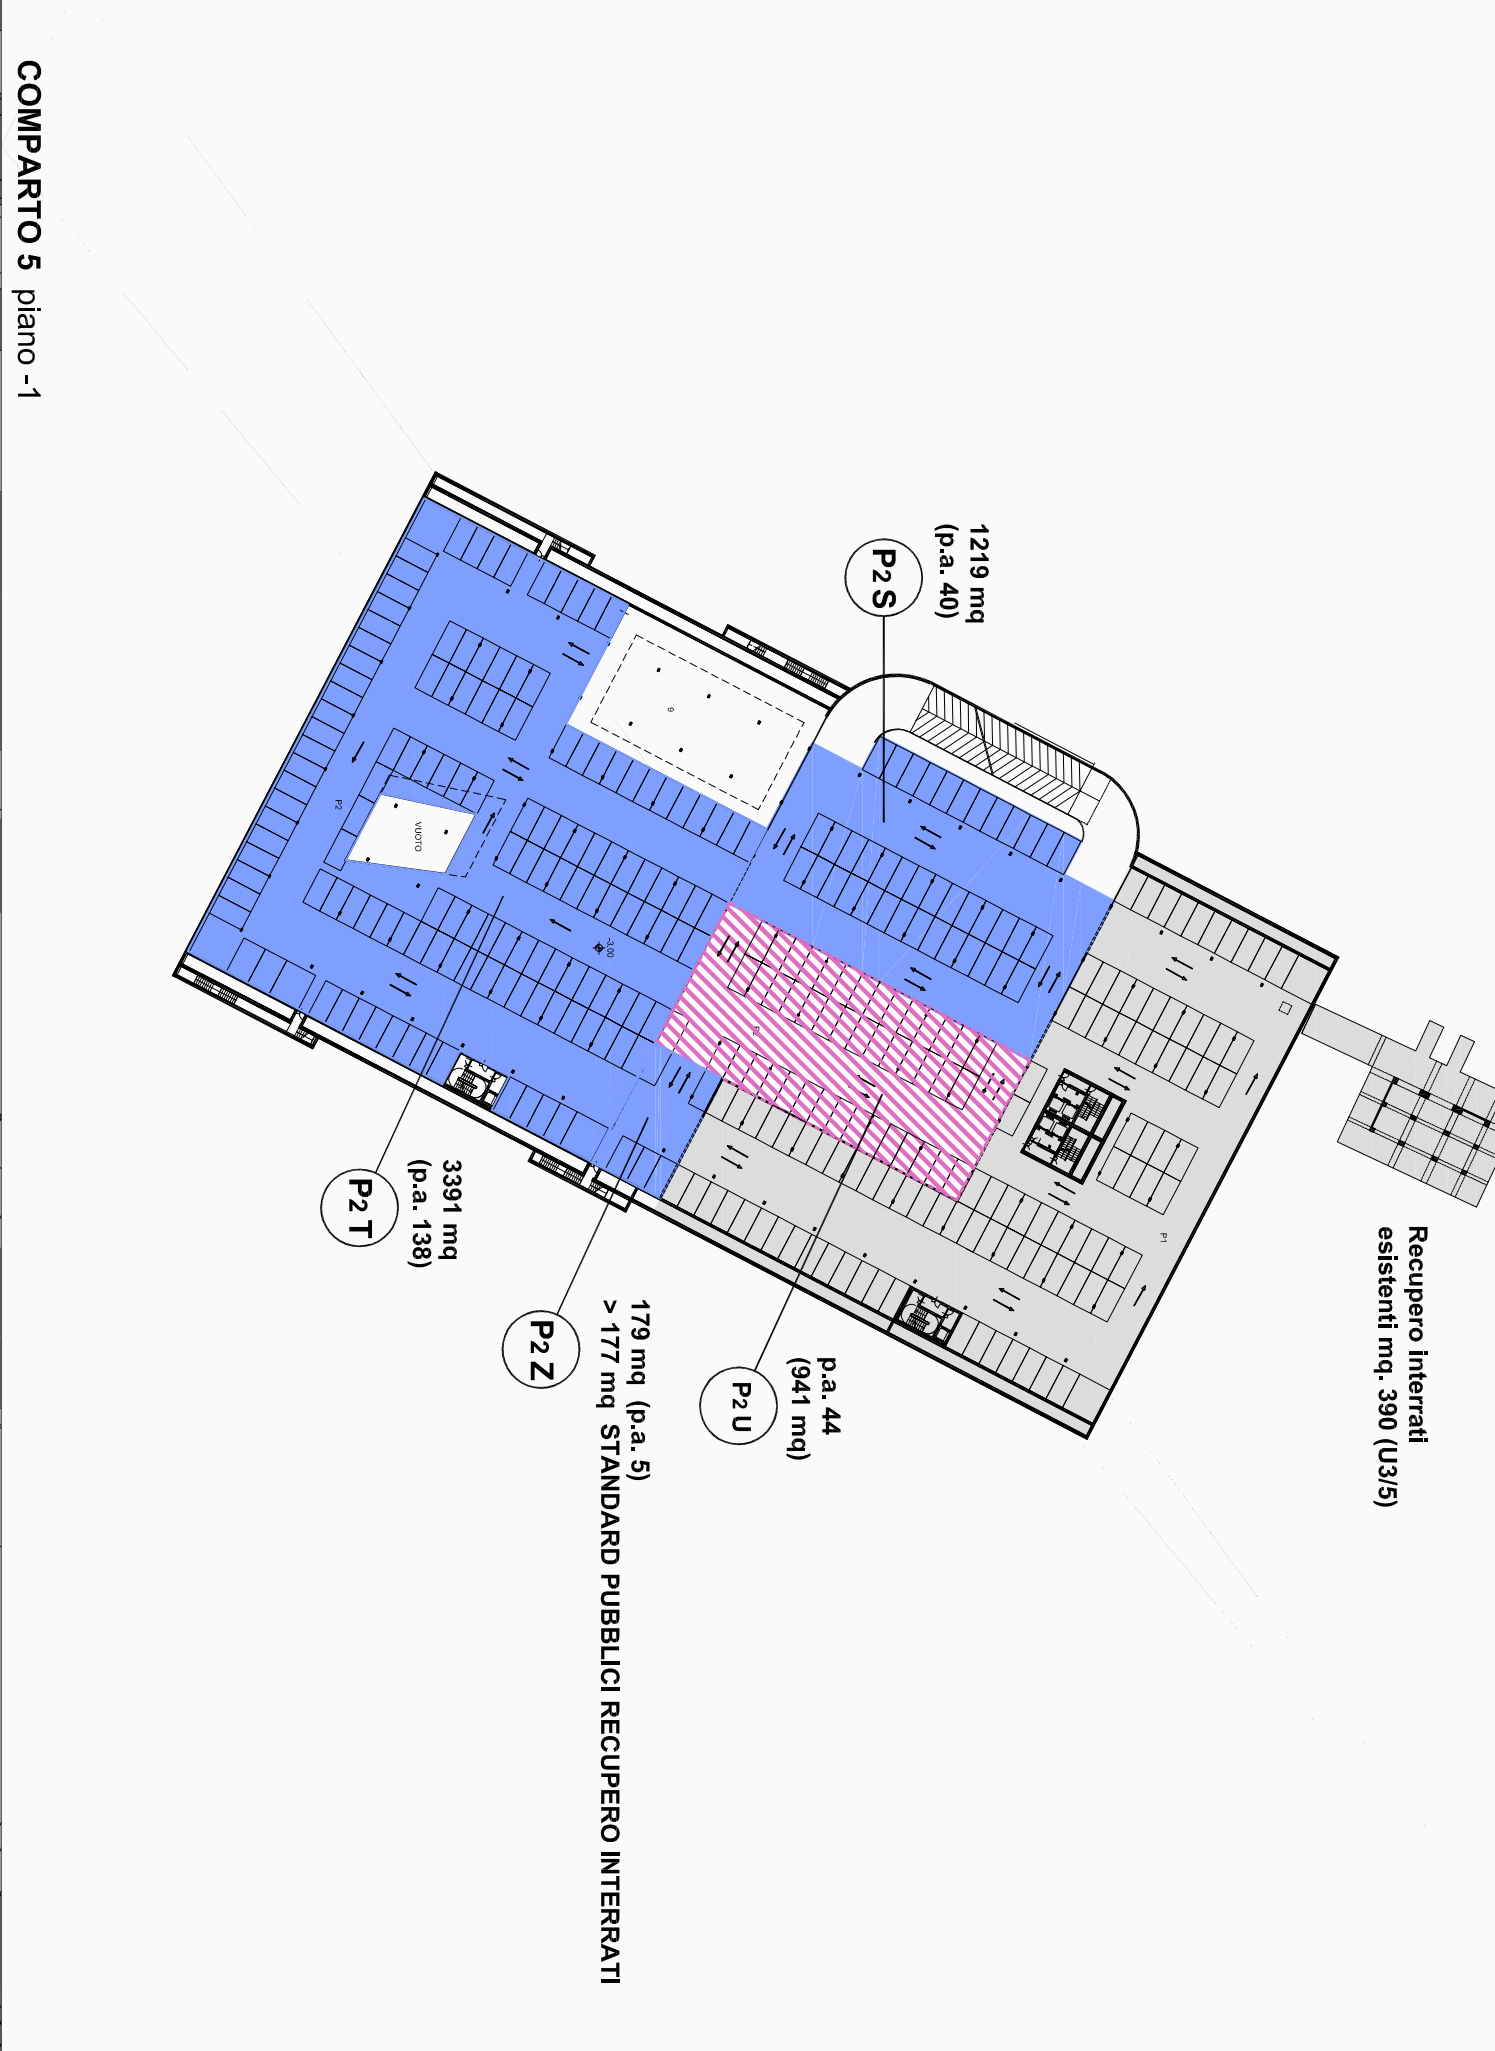 COMPARTO 5 piano -1
Recupero interrati
esistenti mq. 390 (U3/5)
1219 mq
(p.a. 40)
P2 S
9
P1
P2
VUOTO
-3.00
P2
p.a. 44
(941 mq)
P2 U
179 mq (p.a. 5)
> 177 mq STANDARD PUBBLICI RECUPERO INTERRATI
P2 Z
3391 mq
(p.a. 138)
P2 T